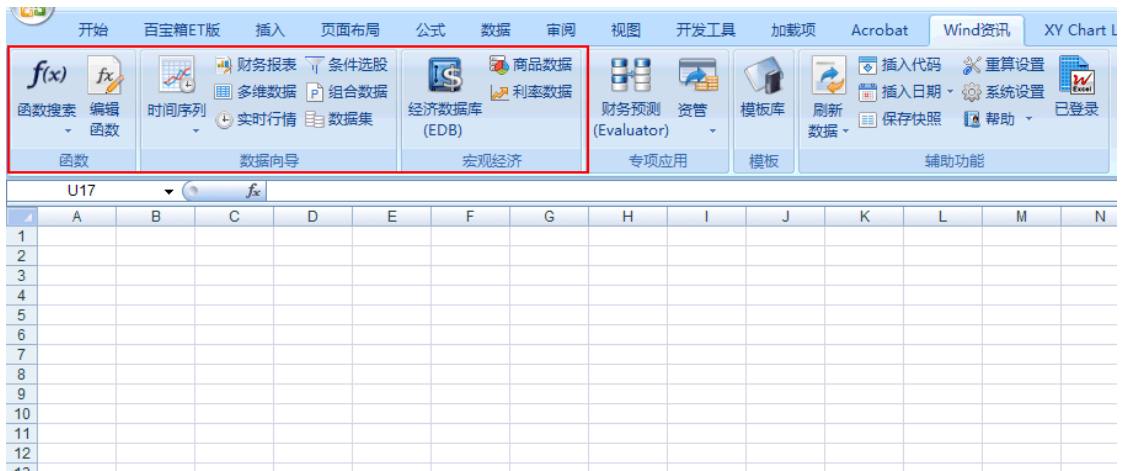 开始 百宝箱ET版 插入 页面布局 公式 数据 审阅 视图 开发工具 加载项 Acrobat Wind资讯 XY Chart L
f(x) fx 财务报表 条件选股 商品数据 插入代码 重算设置
多维数据 组合数据 利率数据 插入日期 系统设置
函数搜索 编辑函数 时间序列 实时行情 数据集 经济数据库(EDB) 财务预测(Evaluator) 资管 模板库 刷新数据 保存快照 帮助 已登录
函数 数据向导 宏观经济 专项应用 模板 辅助功能
U17 fx
A B C D E F G H I J K L M N
1
2
3
4
5
6
7
8
9
10
11
12